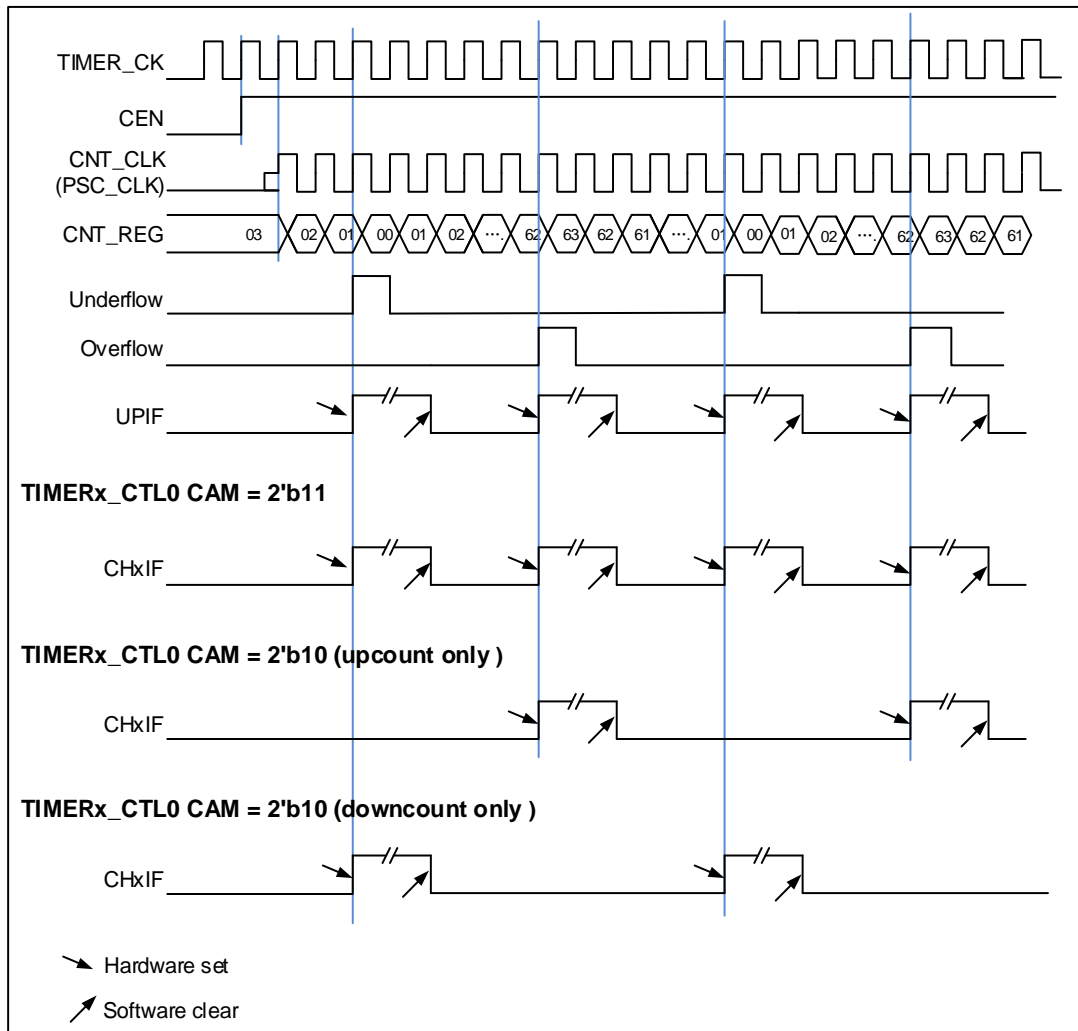 TIMER_CK
CEN
CNT_CLK
(PSC_CLK)
CNT_REG 03 02 01 00 01 02 .... 62 63 62 61 .... 01 00 01 02 .... 62 63 62 61
Underflow
Overflow
UPIF
TIMERx_CTL0 CAM = 2'b11
CHxIF
TIMERx_CTL0 CAM = 2'b10 (upcount only )
CHxIF
TIMERx_CTL0 CAM = 2'b10 (downcount only )
CHxIF
Hardware set
Software clear